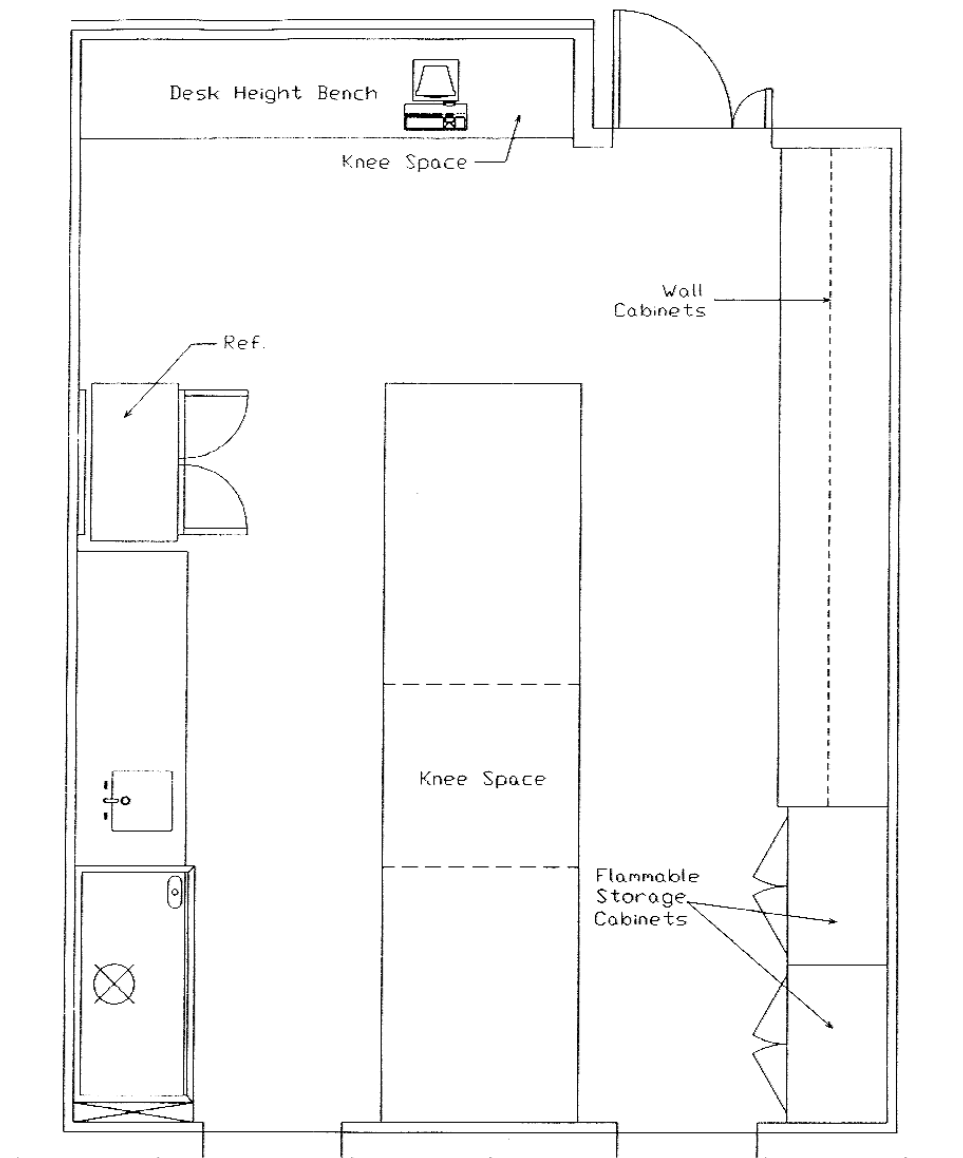 Desk Height Bench
Knee Space
Wall
Cabinets
Ref.
Knee Space
Flammable
Storage
Cabinets